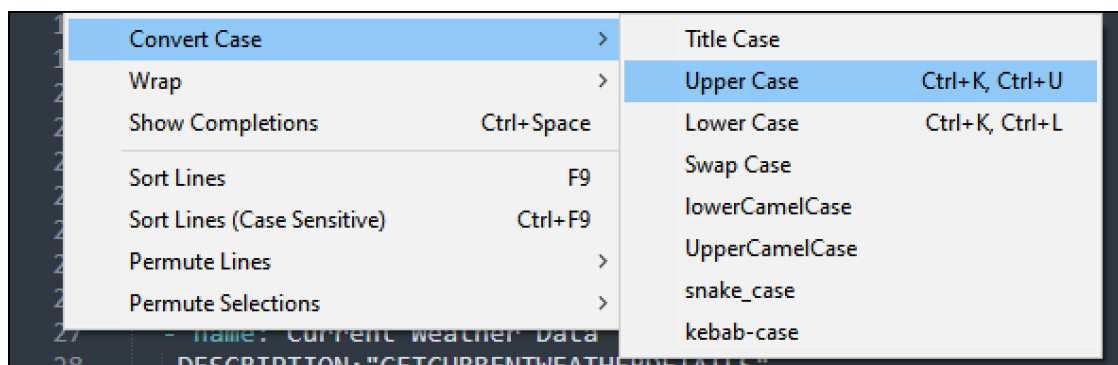 Convert Case
Wrap
Show Completions Ctrl+Space
Sort Lines F9
Sort Lines (Case Sensitive) Ctrl+F9
Permute Lines
Permute Selections
Title Case
Upper Case Ctrl+K, Ctrl+U
Lower Case Ctrl+K, Ctrl+L
Swap Case
lowerCamelCase
UpperCamelCase
snake_case
kebab-case
27 - name: Current Weather Data
28 DESCRIPTION:"GETCURRENTWEATHERDETAILS"